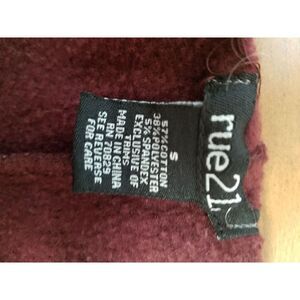 rue21
S
57% COTTON
38% POLYESTER
5% SPANDEX
EXCLUSIVE OF
TRIMS
MADE IN CHINA
RN 70829
SEE REVERSE
FOR CARE